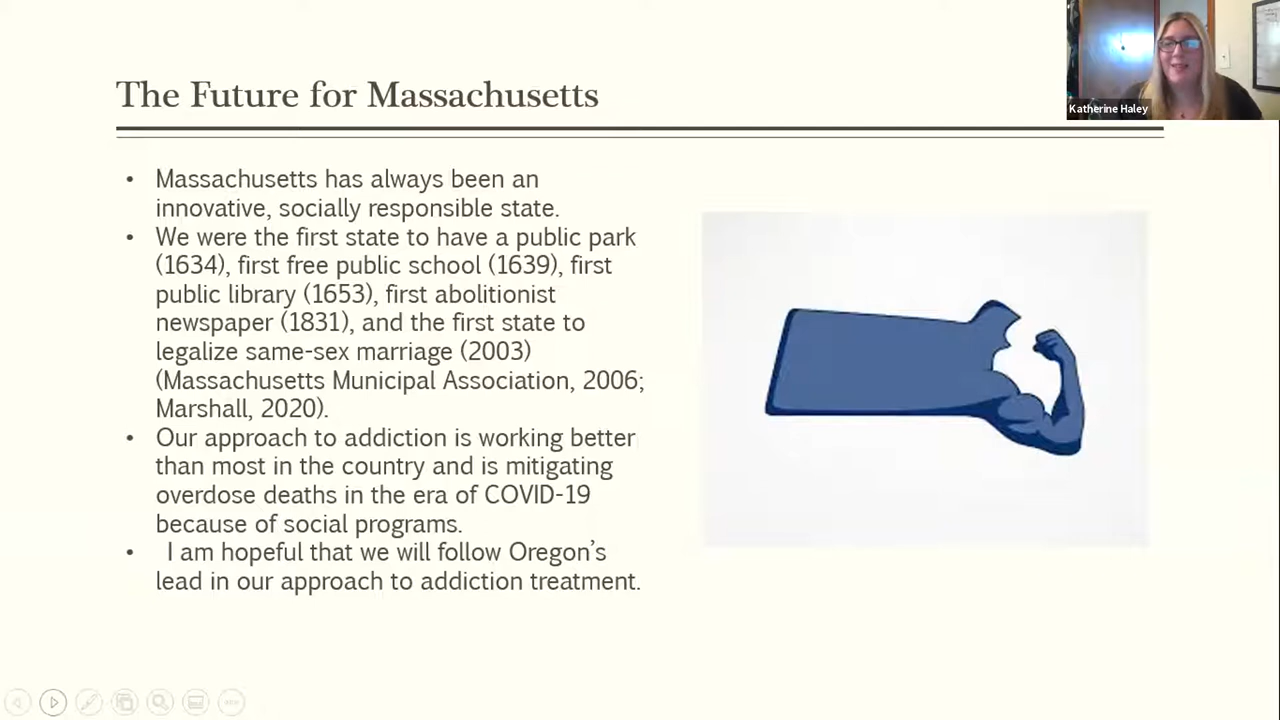 Katherine Haley
The Future for Massachusetts
• Massachusetts has always been an
innovative, socially responsible state.
• We were the first state to have a public park
(1634), first free public school (1639), first
public library (1653), first abolitionist
newspaper (1831), and the first state to
legalize same-sex marriage (2003)
(Massachusetts Municipal Association, 2006;
Marshall, 2020).
• Our approach to addiction is working better
than most in the country and is mitigating
overdose deaths in the era of COVID-19
because of social programs.
• I am hopeful that we will follow Oregon’s
lead in our approach to addiction treatment.